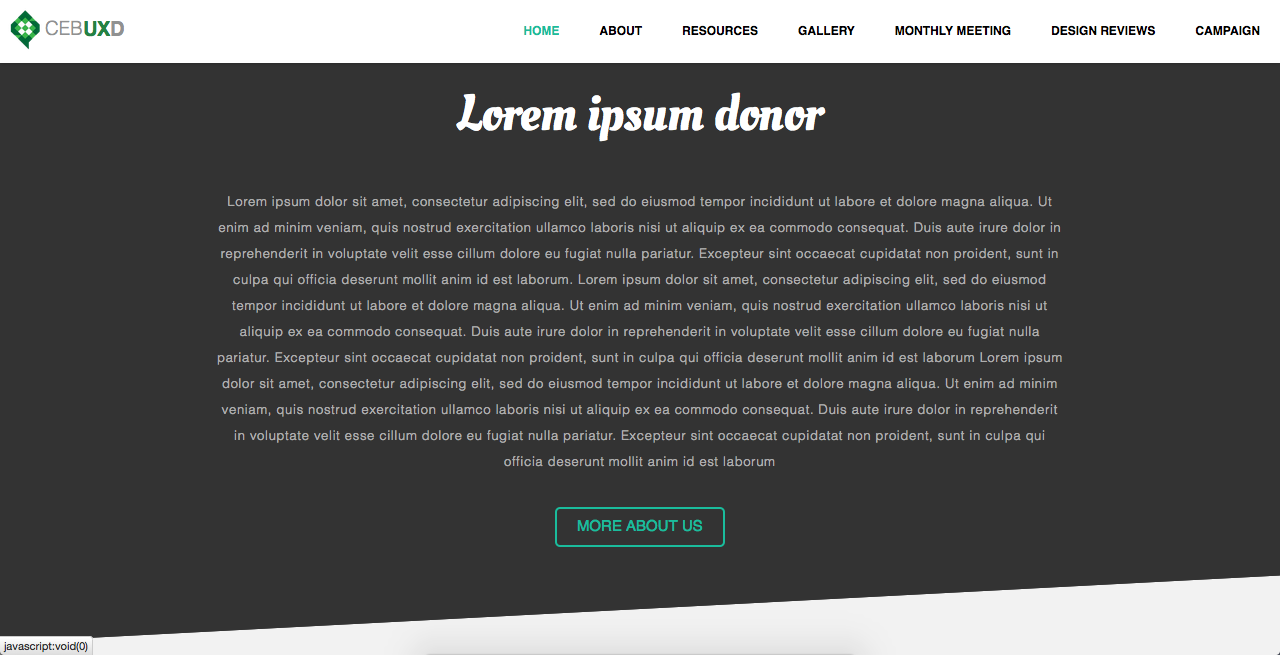 CEBUXD
HOME ABOUT RESOURCES GALLERY MONTHLY MEETING DESIGN REVIEWS CAMPAIGN
Lorem ipsum donor
Lorem ipsum dolor sit amet, consectetur adipiscing elit, sed do eiusmod tempor incididunt ut labore et dolore magna aliqua. Ut
enim ad minim veniam, quis nostrud exercitation ullamco laboris nisi ut aliquip ex ea commodo consequat. Duis aute irure dolor in
reprehenderit in voluptate velit esse cillum dolore eu fugiat nulla pariatur. Excepteur sint occaecat cupidatat non proident, sunt in
culpa qui officia deserunt mollit anim id est laborum. Lorem ipsum dolor sit amet, consectetur adipiscing elit, sed do eiusmod
tempor incididunt ut labore et dolore magna aliqua. Ut enim ad minim veniam, quis nostrud exercitation ullamco laboris nisi ut
aliquip ex ea commodo consequat. Duis aute irure dolor in reprehenderit in voluptate velit esse cillum dolore eu fugiat nulla
pariatur. Excepteur sint occaecat cupidatat non proident, sunt in culpa qui officia deserunt mollit anim id est laborum Lorem ipsum
dolor sit amet, consectetur adipiscing elit, sed do eiusmod tempor incididunt ut labore et dolore magna aliqua. Ut enim ad minim
veniam, quis nostrud exercitation ullamco laboris nisi ut aliquip ex ea commodo consequat. Duis aute irure dolor in reprehenderit
in voluptate velit esse cillum dolore eu fugiat nulla pariatur. Excepteur sint occaecat cupidatat non proident, sunt in culpa qui
officia deserunt mollit anim id est laborum
MORE ABOUT US
javascript:void(0)